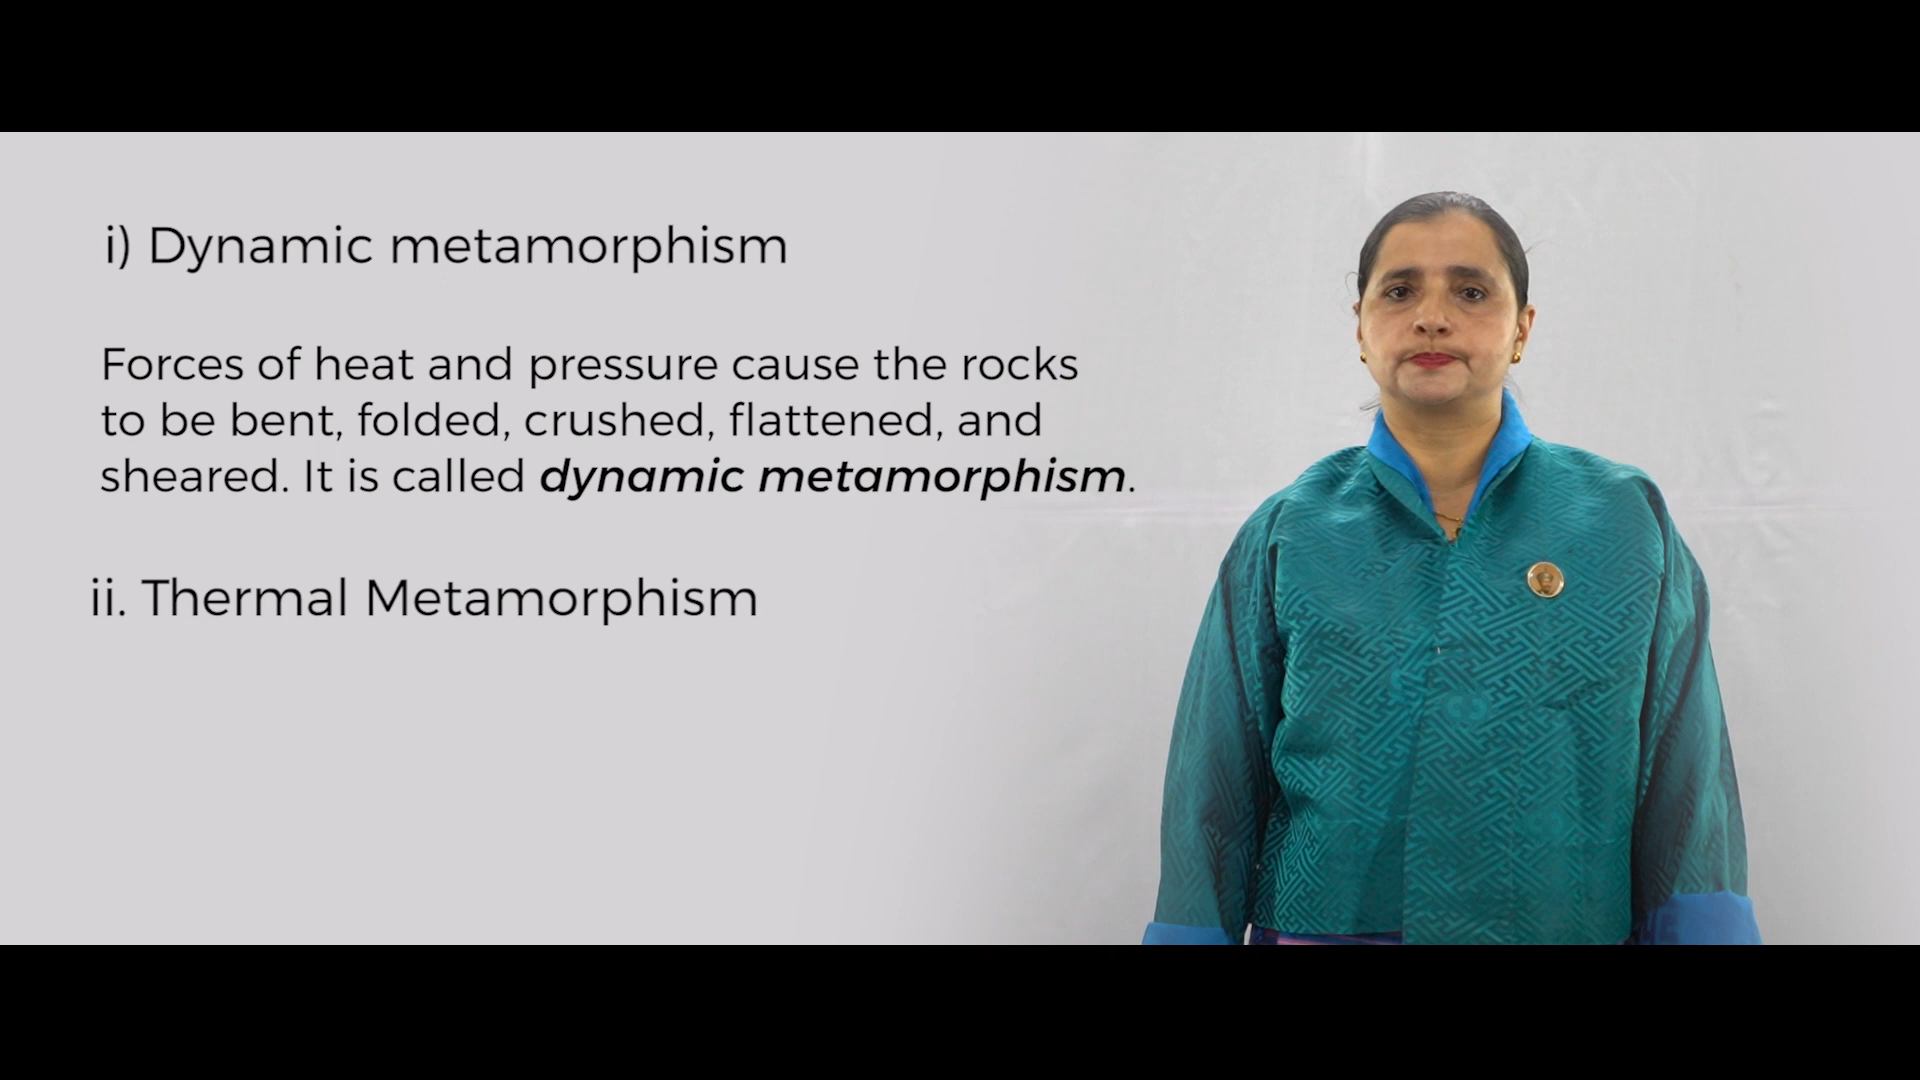 i) Dynamic metamorphism
Forces of heat and pressure cause the rocks
to be bent, folded, crushed, flattened, and
sheared. It is called dynamic metamorphism.
ii. Thermal Metamorphism